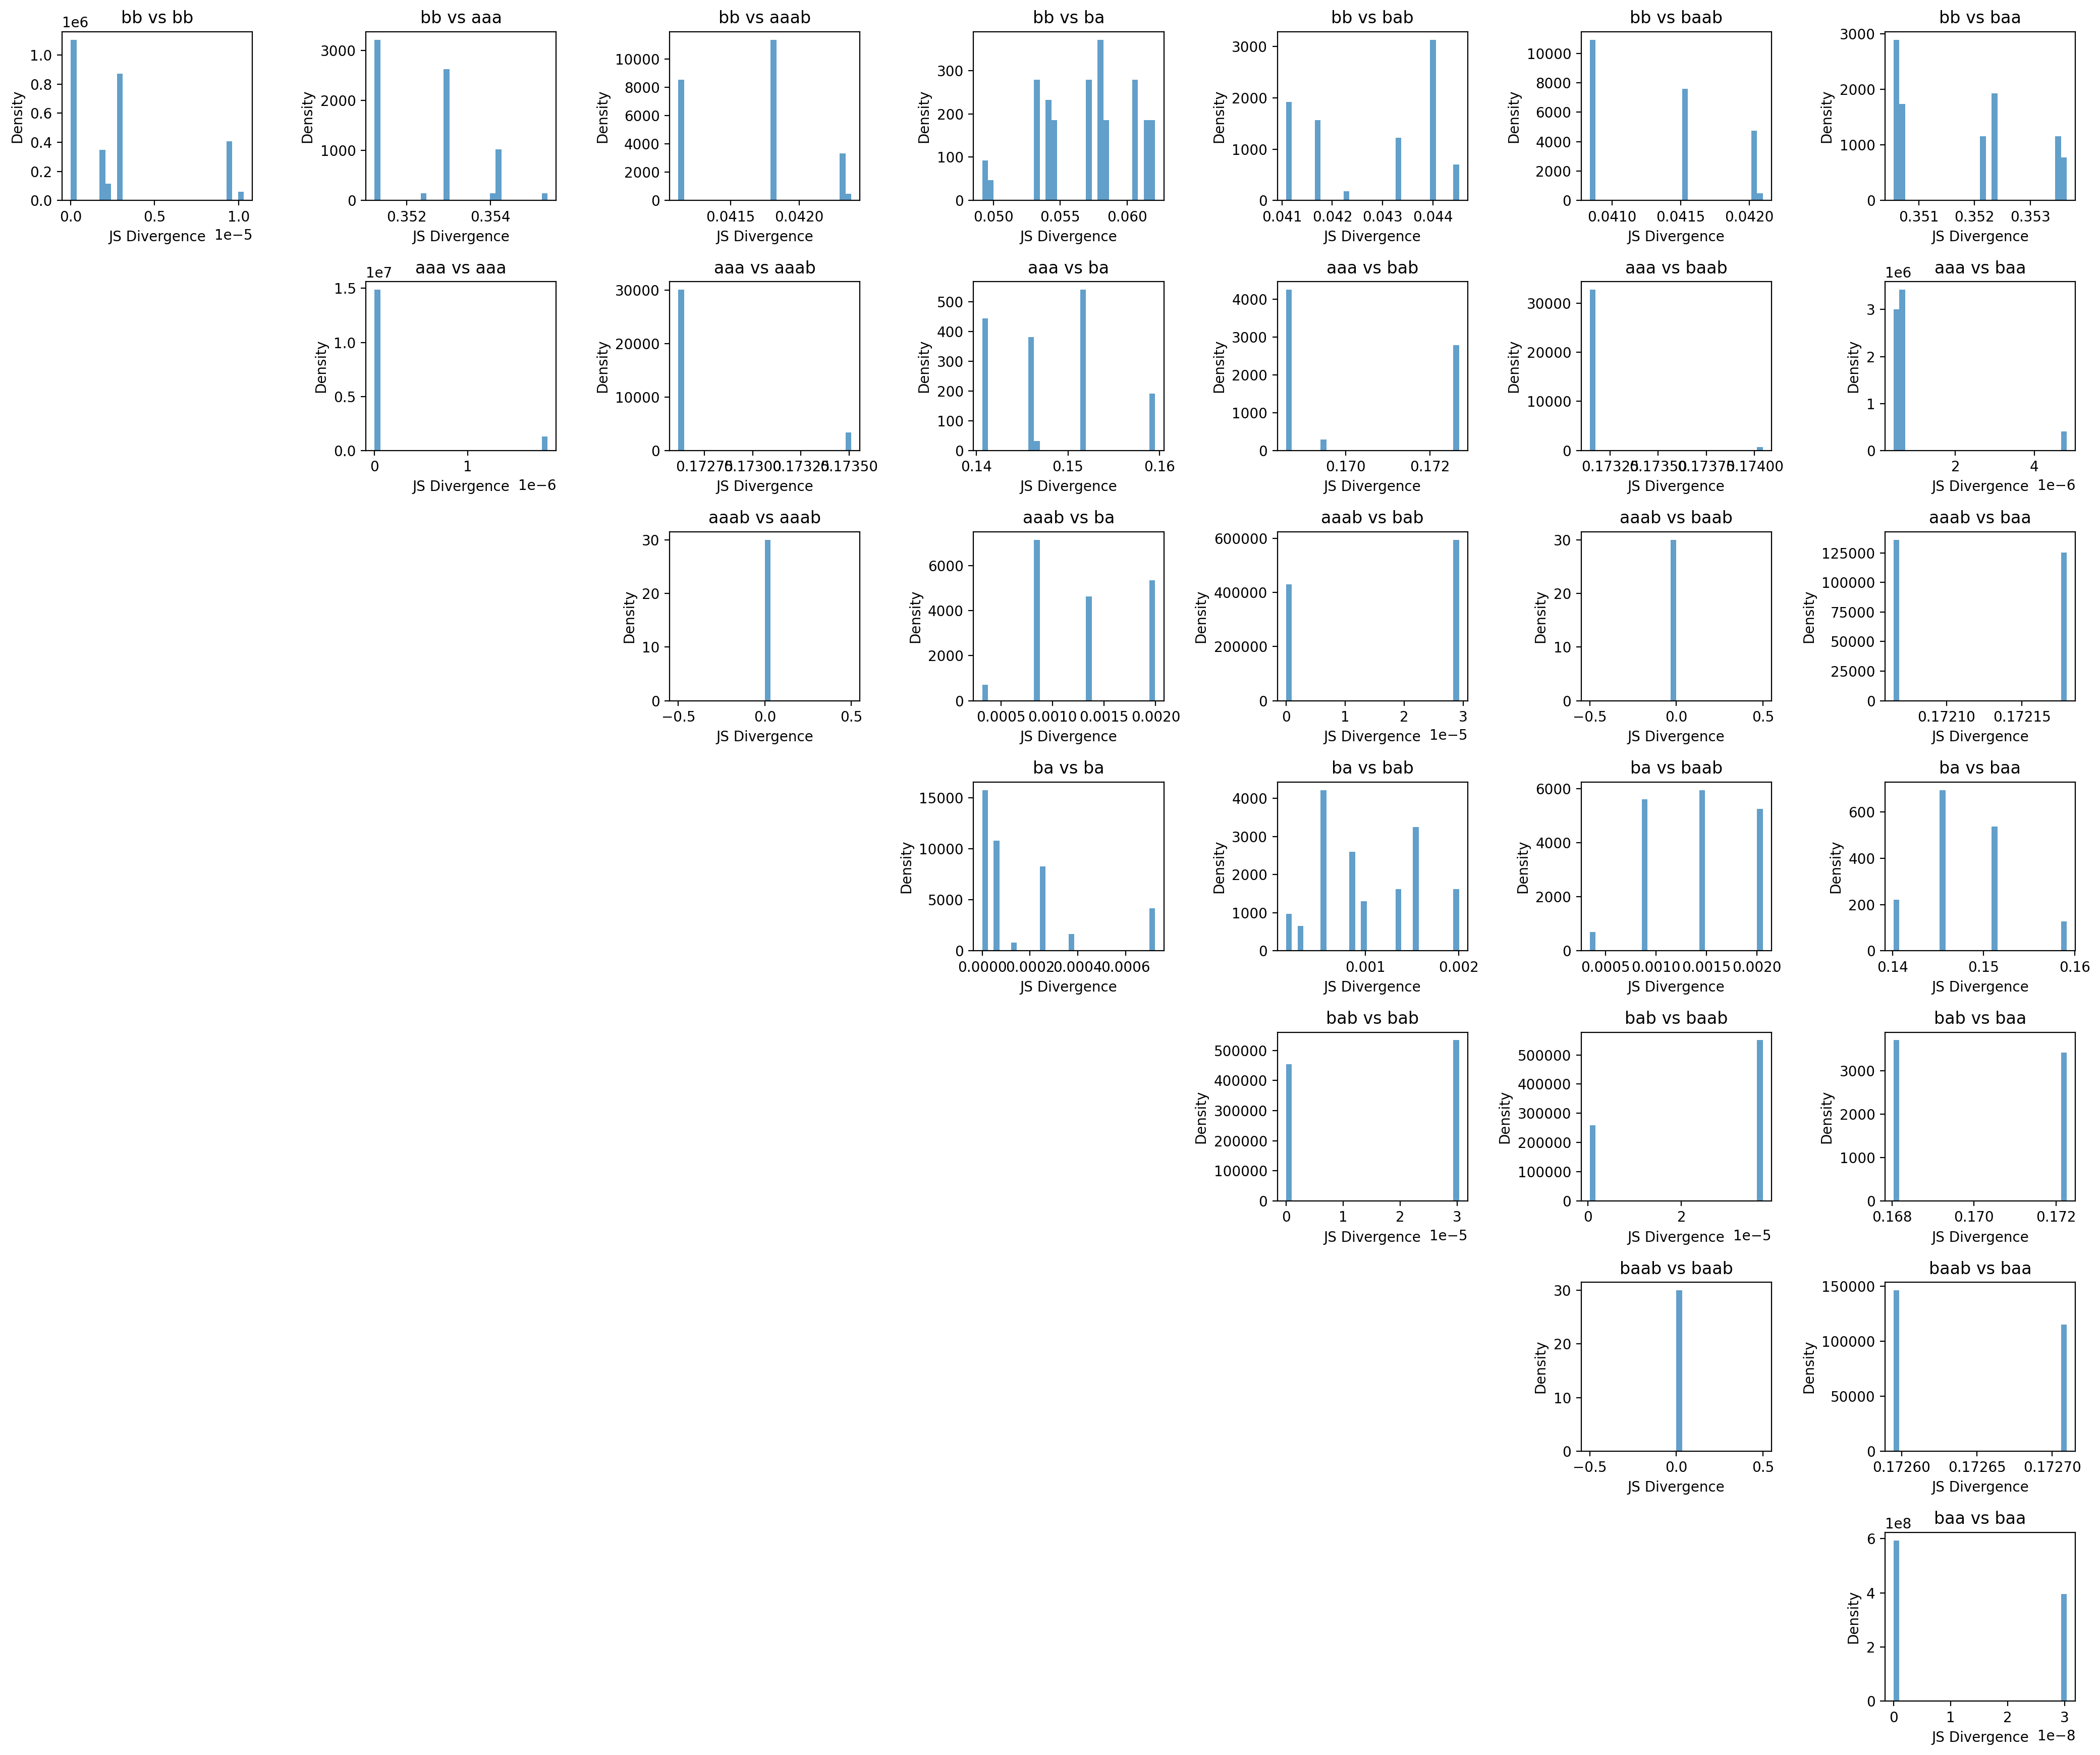 1e6
bb vs bb
1.0
0.8
0.6
0.4
0.2
0.0
Density
0.0 0.5 1.0
JS Divergence 1e−5
bb vs aaa
3000
2000
1000
0
Density
0.352 0.354
JS Divergence
bb vs aaab
10000
8000
6000
4000
2000
0
Density
0.0415 0.0420
JS Divergence
bb vs ba
300
200
100
0
Density
0.050 0.055 0.060
JS Divergence
bb vs bab
3000
2000
1000
0
Density
0.041 0.042 0.043 0.044
JS Divergence
bb vs baab
10000
8000
6000
4000
2000
0
Density
0.0410 0.0415 0.0420
JS Divergence
bb vs baa
3000
2000
1000
0
Density
0.351 0.352 0.353
JS Divergence
1e7
aaa vs aaa
1.5
1.0
0.5
0.0
Density
0 1
JS Divergence 1e−6
aaa vs aaab
30000
20000
10000
0
Density
0.17275 0.17300 0.17325 0.17350
JS Divergence
aaa vs ba
500
400
300
200
100
0
Density
0.14 0.15 0.16
JS Divergence
aaa vs bab
4000
3000
2000
1000
0
Density
0.170 0.172
JS Divergence
aaa vs baab
30000
20000
10000
0
Density
0.17325 0.17350 0.17375 0.17400
JS Divergence
1e6
aaa vs baa
3
2
1
0
Density
2 4
JS Divergence 1e−6
aaab vs aaab
30
20
10
0
Density
−0.5 0.0 0.5
JS Divergence
aaab vs ba
6000
4000
2000
0
Density
0.0005 0.0010 0.0015 0.0020
JS Divergence
aaab vs bab
600000
400000
200000
0
Density
0 1 2 3
JS Divergence 1e−5
aaab vs baab
30
20
10
0
Density
−0.5 0.0 0.5
JS Divergence
aaab vs baa
125000
100000
75000
50000
25000
0
Density
0.17210 0.17215
JS Divergence
ba vs ba
15000
10000
5000
0
Density
0.0000 0.0002 0.0004 0.0006
JS Divergence
ba vs bab
4000
3000
2000
1000
0
Density
0.001 0.002
JS Divergence
ba vs baab
6000
4000
2000
0
Density
0.0005 0.0010 0.0015 0.0020
JS Divergence
ba vs baa
600
400
200
0
Density
0.14 0.15 0.16
JS Divergence
bab vs bab
500000
400000
300000
200000
100000
0
Density
0 1 2 3
JS Divergence 1e−5
bab vs baab
500000
400000
300000
200000
100000
0
Density
0 2
JS Divergence 1e−5
bab vs baa
3000
2000
1000
0
Density
0.168 0.170 0.172
JS Divergence
baab vs baab
30
20
10
0
Density
−0.5 0.0 0.5
JS Divergence
baab vs baa
150000
100000
50000
0
Density
0.17260 0.17265 0.17270
JS Divergence
1e8
baa vs baa
6
4
2
0
Density
0 1 2 3
JS Divergence 1e−8